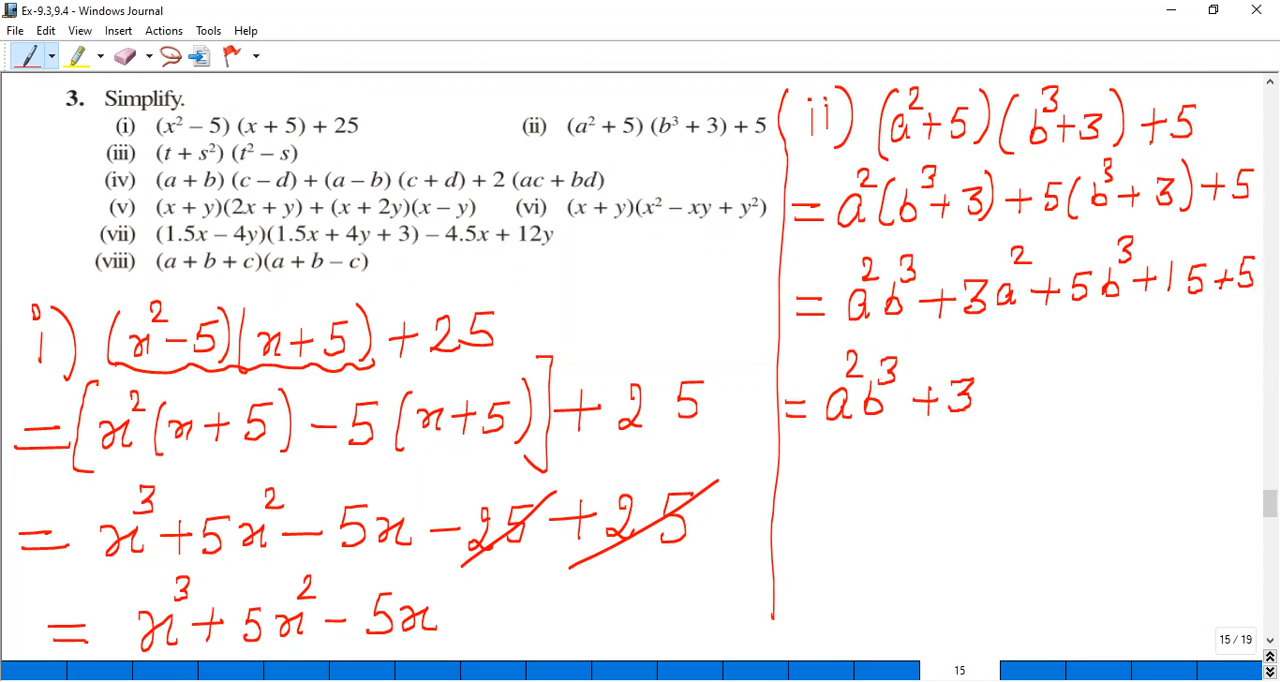 Ex-9.3,9.4 - Windows Journal
File Edit View Insert Actions Tools Help
3. Simplify.
(i) (x² – 5) (x + 5) + 25
(ii) (a² + 5) (b³ + 3) + 5
(iii) (t + s²) (t² – s)
(iv) (a + b) (c – d) + (a – b) (c + d) + 2 (ac + bd)
(v) (x + y)(2x + y) + (x + 2y)(x – y)
(vi) (x + y)(x² – xy + y²)
(vii) (1.5x – 4y)(1.5x + 4y + 3) – 4.5x + 12y
(viii) (a + b + c)(a + b – c)
i) (x²-5)(x+5)+25
=[x²(x+5)-5(x+5)]+25
= x³+5x²-5x-25+25
= x³+5x²-5x
(ii) (a²+5)(b³+3)+5
= a²(b³+3)+5(b³+3)+5
= a²b³+3a²+5b³+15+5
= a²b³+3
15 / 19
15